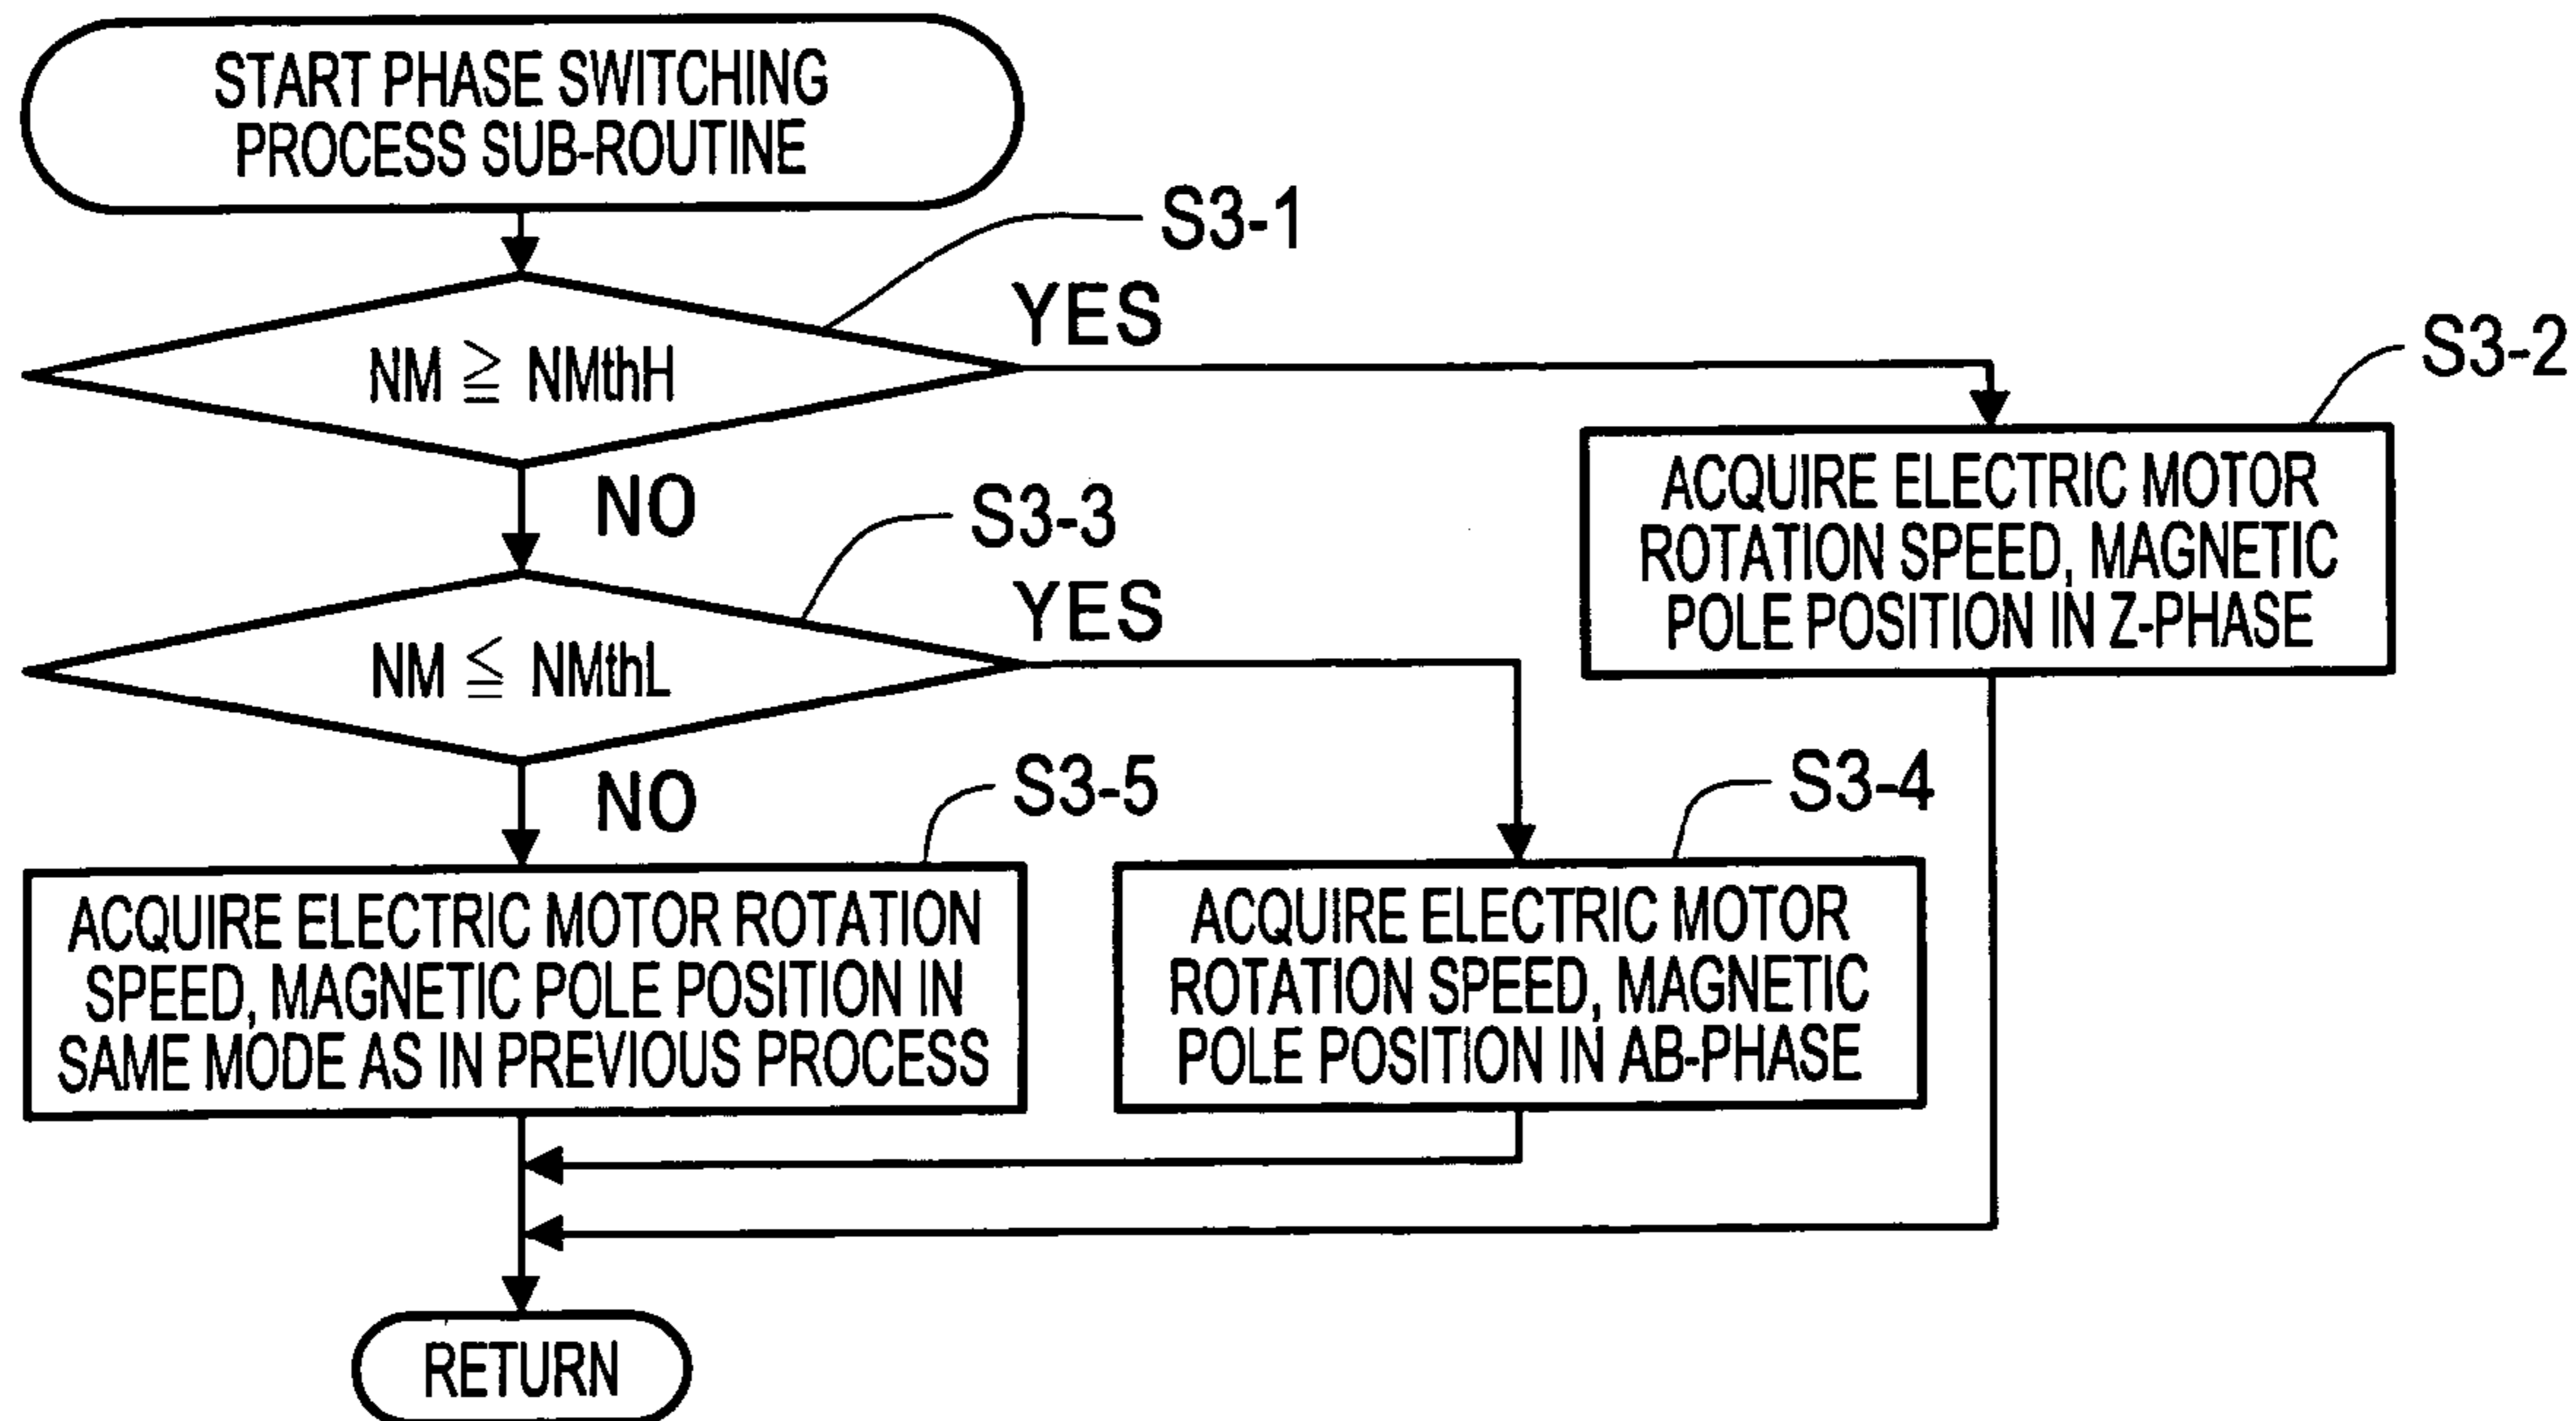 START PHASE SWITCHING
PROCESS SUB-ROUTINE
S3-1
NM ≧ NMthH
YES
S3-2
ACQUIRE ELECTRIC MOTOR
ROTATION SPEED, MAGNETIC
POLE POSITION IN Z-PHASE
NO
S3-3
NM ≦ NMthL
YES
NO
S3-5
ACQUIRE ELECTRIC MOTOR ROTATION
SPEED, MAGNETIC POLE POSITION IN
SAME MODE AS IN PREVIOUS PROCESS
S3-4
ACQUIRE ELECTRIC MOTOR
ROTATION SPEED, MAGNETIC
POLE POSITION IN AB-PHASE
RETURN